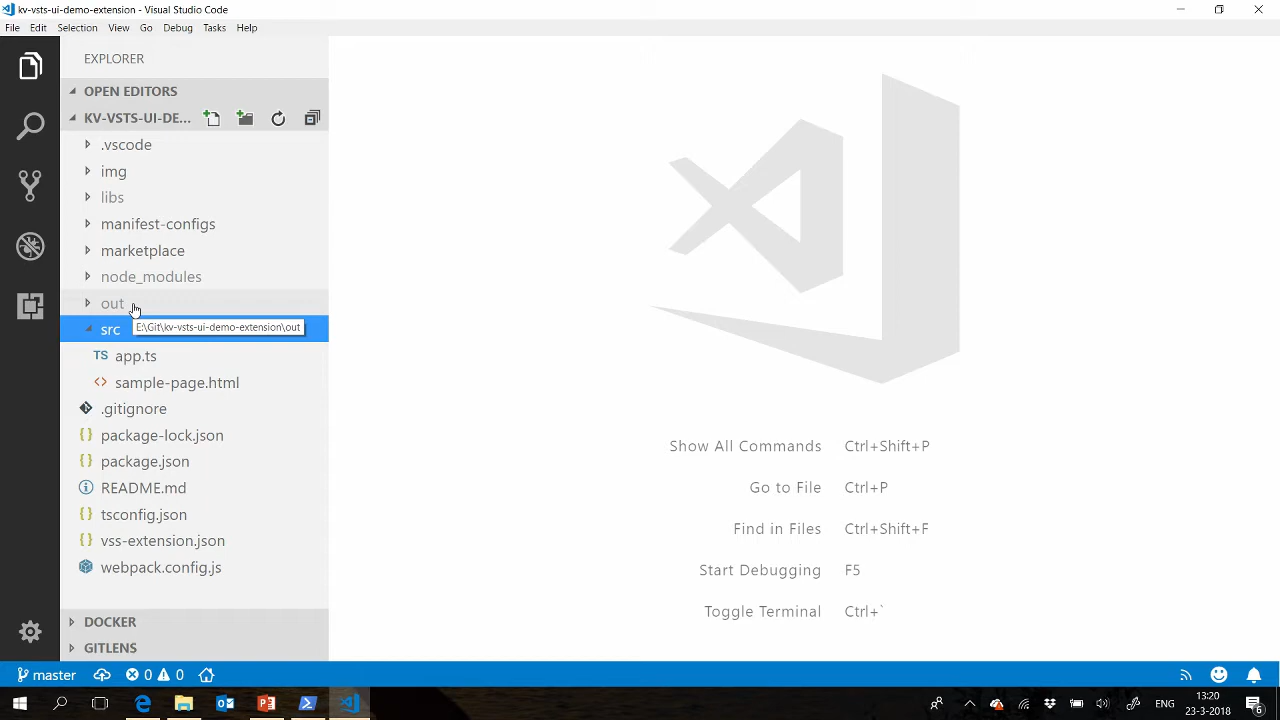 kv-vsts-ui-demo-extension - Visual Studio Code
File Edit Selection View Go Debug Tasks Help
EXPLORER
OPEN EDITORS
KV-VSTS-UI-DE...
.vscode
img
libs
manifest-configs
marketplace
node_modules
out
src
E:\Git\kv-vsts-ui-demo-extension\out
TS app.ts
sample-page.html
.gitignore
package-lock.json
package.json
README.md
tsconfig.json
vss-extension.json
webpack.config.js
Show All Commands Ctrl+Shift+P
Go to File Ctrl+P
Find in Files Ctrl+Shift+F
Start Debugging F5
Toggle Terminal Ctrl+`
DOCKER
GITLENS
master 0 0
ENG 13:20
23-3-2018 6